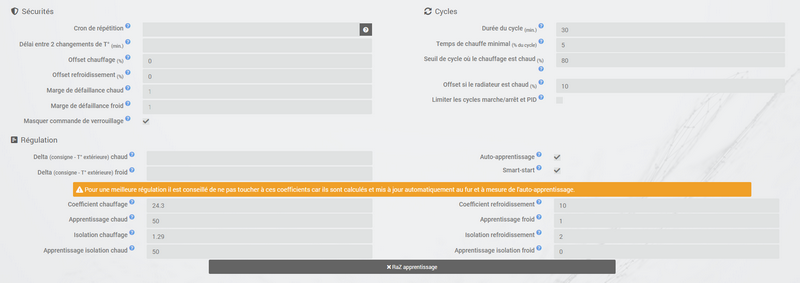 Sécurités
Cron de répétition
Délai entre 2 changements de T° (min.)
Offset chauffage (%) 0
Offset refroidissement (%) 0
Marge de défaillance chaud 1
Marge de défaillance froid 1
Masquer commande de verrouillage
Cycles
Durée du cycle (min.) 30
Temps de chauffe minimal (% du cycle) 5
Seuil de cycle où le chauffage est chaud (%) 80
Offset si le radiateur est chaud (%) 10
Limiter les cycles marche/arrêt et PID
Régulation
Delta (consigne - T° extérieure) chaud
Delta (consigne - T° extérieure) froid
Auto-apprentissage
Smart-start
Pour une meilleure régulation il est conseillé de ne pas toucher à ces coefficients car ils sont calculés et mis à jour automatiquement au fur et à mesure de l'auto-apprentissage.
Coefficient chauffage 24.3
Apprentissage chaud 50
Isolation chauffage 1.29
Apprentissage isolation chaud 50
Coefficient refroidissement 10
Apprentissage froid 1
Isolation refroidissement 2
Apprentissage isolation froid 0
RaZ apprentissage